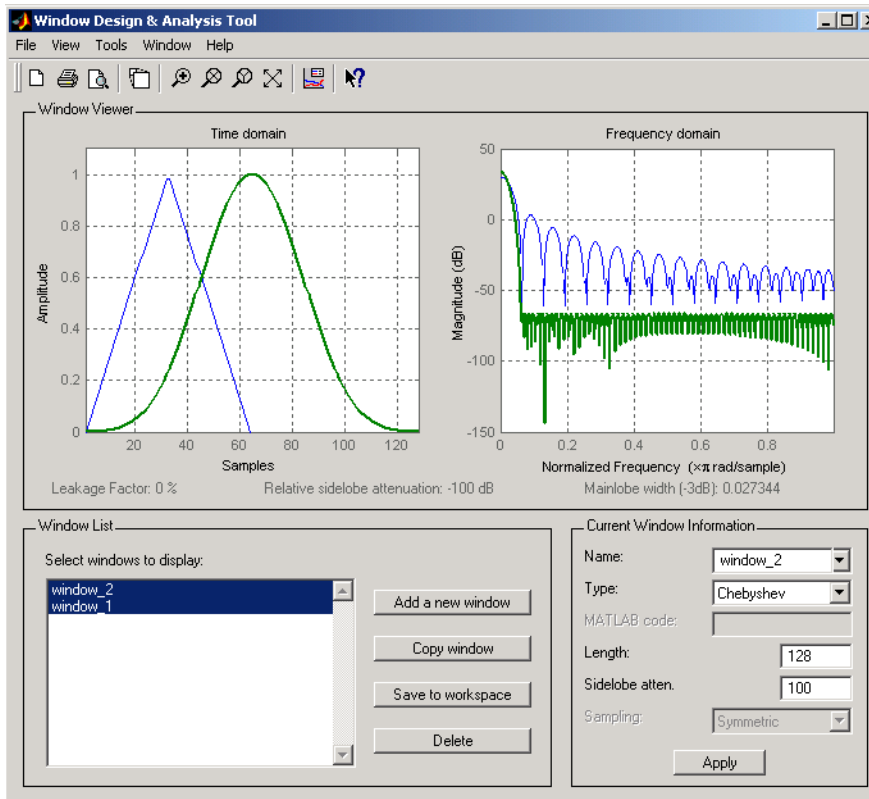 Window Design & Analysis Tool
File View Tools Window Help
Window Viewer
Time domain
Frequency domain
1
0.8
0.6
0.4
0.2
0
Amplitude
20 40 60 80 100 120
Samples
50
0
-50
-100
-150
Magnitude (dB)
0 0.2 0.4 0.6 0.8
Normalized Frequency (×π rad/sample)
Leakage Factor: 0 % Relative sidelobe attenuation: -100 dB Mainlobe width (-3dB): 0.027344
Window List
Select windows to display:
window_2
window_1
Add a new window
Copy window
Save to workspace
Delete
Current Window Information
Name: window_2
Type: Chebyshev
MATLAB code:
Length: 128
Sidelobe atten. 100
Sampling: Symmetric
Apply